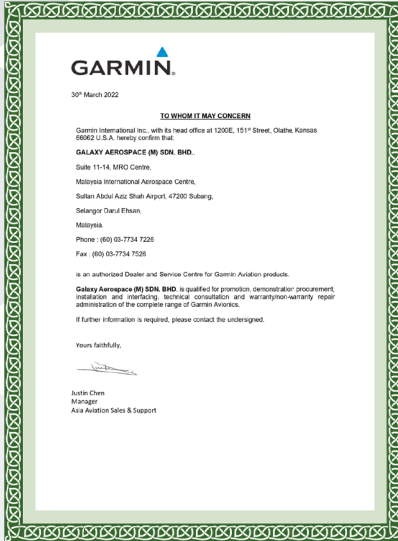 GARMIN.
30th March 2022
TO WHOM IT MAY CONCERN
Garmin International Inc., with its head office at 1200E, 151st Street, Olathe, Kansas
66062 U.S.A. hereby confirm that:
GALAXY AEROSPACE (M) SDN. BHD..
Suite 11-14, MRO Centre,
Malaysia International Aerospace Centre,
Sultan Abdul Aziz Shah Airport, 47200 Subang,
Selangor Darul Ehsan,
Malaysia.
Phone : (60) 03-7734 7226
Fax : (60) 03-7734 7526
is an authorized Dealer and Service Centre for Garmin Aviation products.
Galaxy Aerospace (M) SDN. BHD. is qualified for promotion, demonstration procurement,
installation and interfacing, technical consultation and warranty/non-warranty repair
administration of the complete range of Garmin Avionics.
If further information is required, please contact the undersigned.
Yours faithfully,
Justin Chen
Manager
Asia Aviation Sales & Support